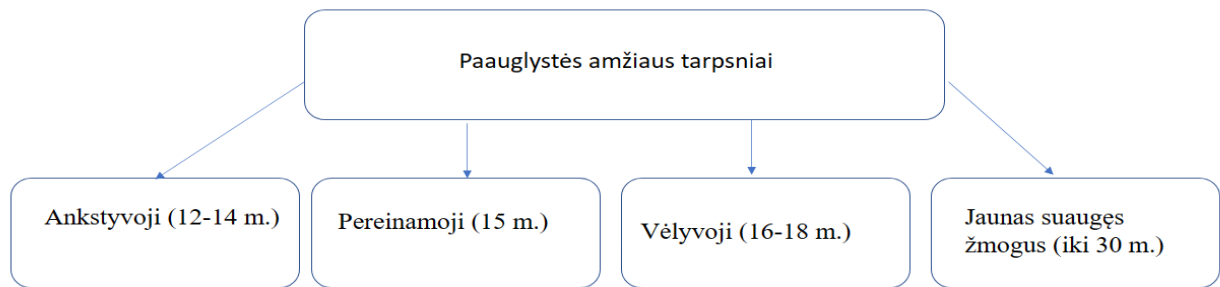 Paauglystės amžiaus tarpsniai
Ankstyvoji (12-14 m.)
Pereinamoji (15 m.)
Vėlyvoji (16-18 m.)
Jaunas suaugęs
žmogus (iki 30 m.)